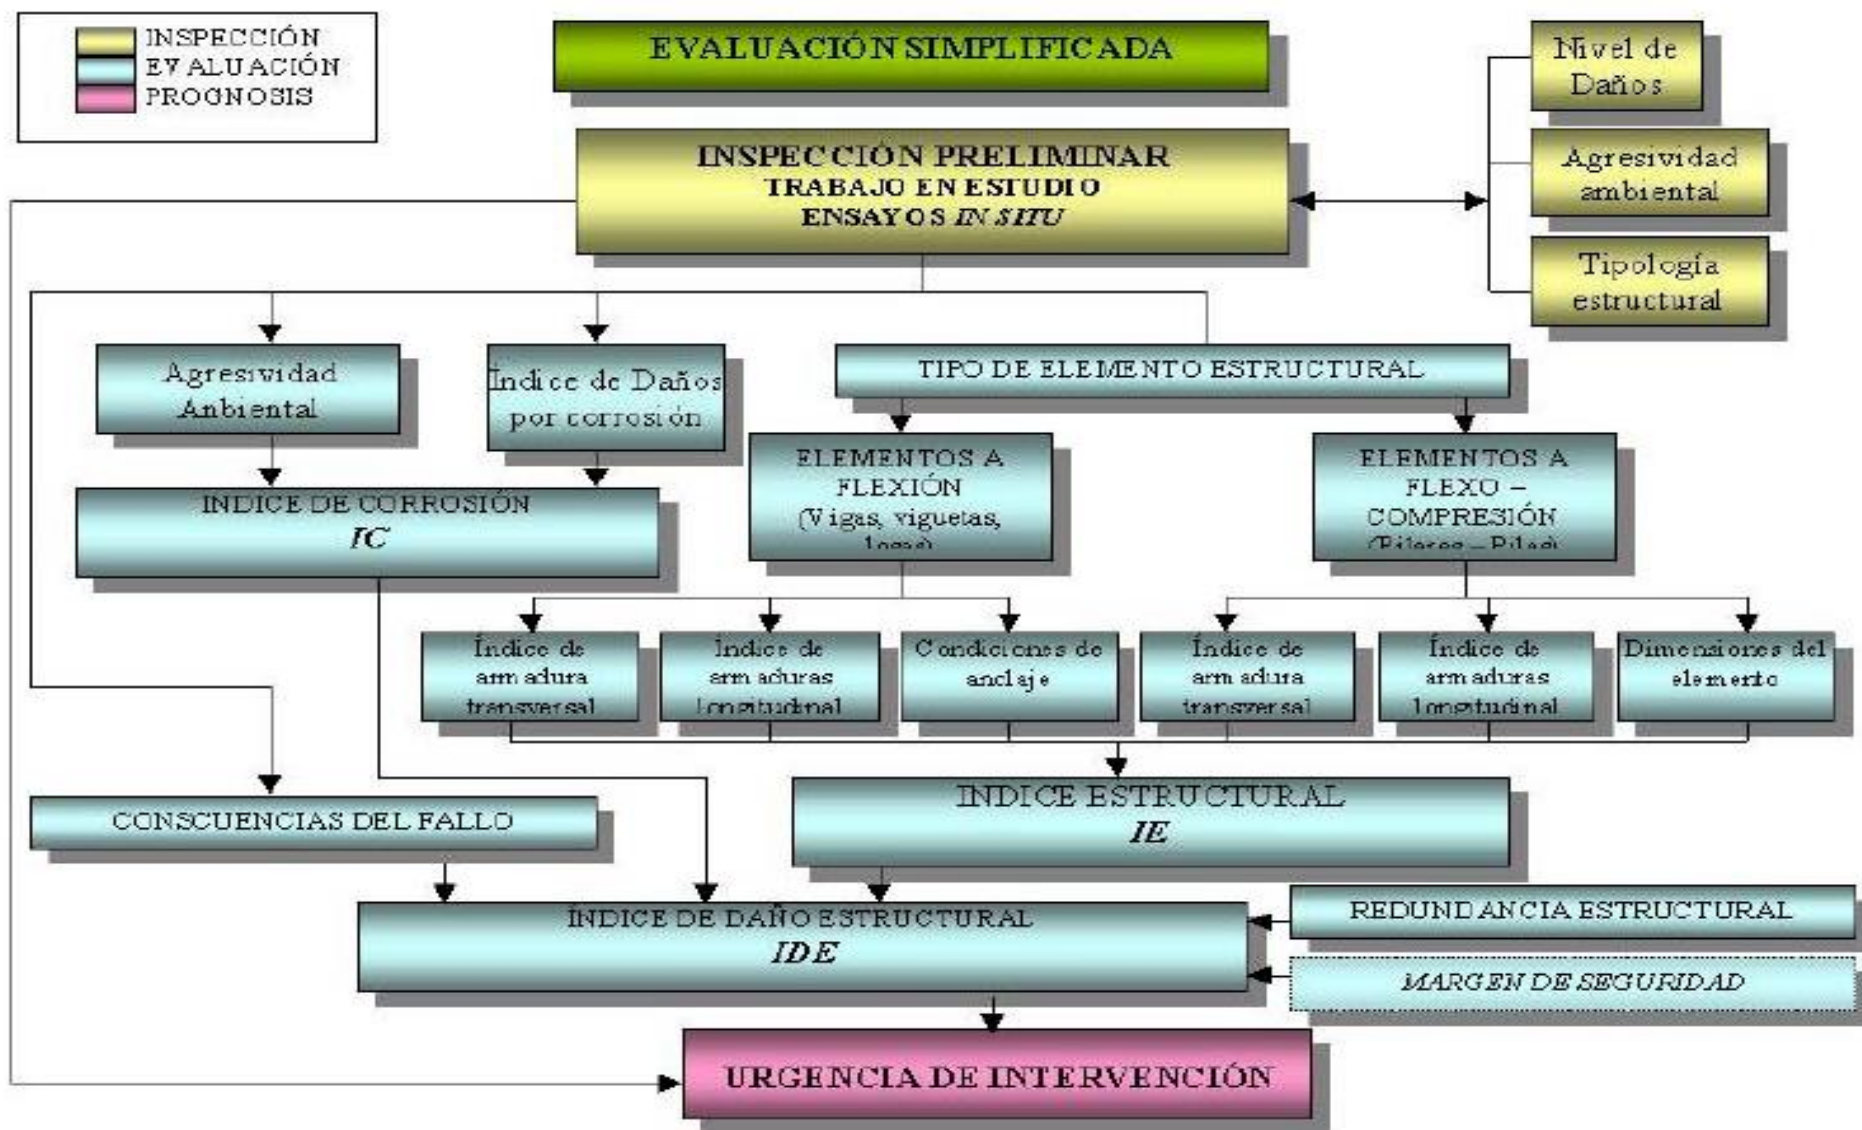 INSPECCIÓN
EVALUACIÓN
PROGNOSIS
EVALUACIÓN SIMPLIFICADA
Nivel de
Daños
INSPECCIÓN PRELIMINAR
TRABAJO EN ESTUDIO
ENSAYOS IN SITU
Agresividad
ambiental
Tipología
estructural
Agresividad
Anbiental
Índice de Daños
por corrosión
TIPO DE ELEMENTO ESTRUCTURAL
INDICE DE CORROSIÓN
IC
ELEMENTOS A
FLEXIÓN
(Vigas, viguetas,
losas)
ELEMENTOS A
FLEXO –
COMPRESIÓN
(Pilares – Pilas)
Índice de
armadura
transversal
Índice de
armaduras
longitudinal
Condiciones de
anclaje
Índice de
armadura
transversal
Índice de
armaduras
longitudinal
Dimensiones del
elemento
CONSCUENCIAS DEL FALLO
INDICE ESTRUCTURAL
IE
ÍNDICE DE DAÑO ESTRUCTURAL
IDE
REDUNDANCIA ESTRUCTURAL
MARGEN DE SEGURIDAD
URGENCIA DE INTERVENCIÓN